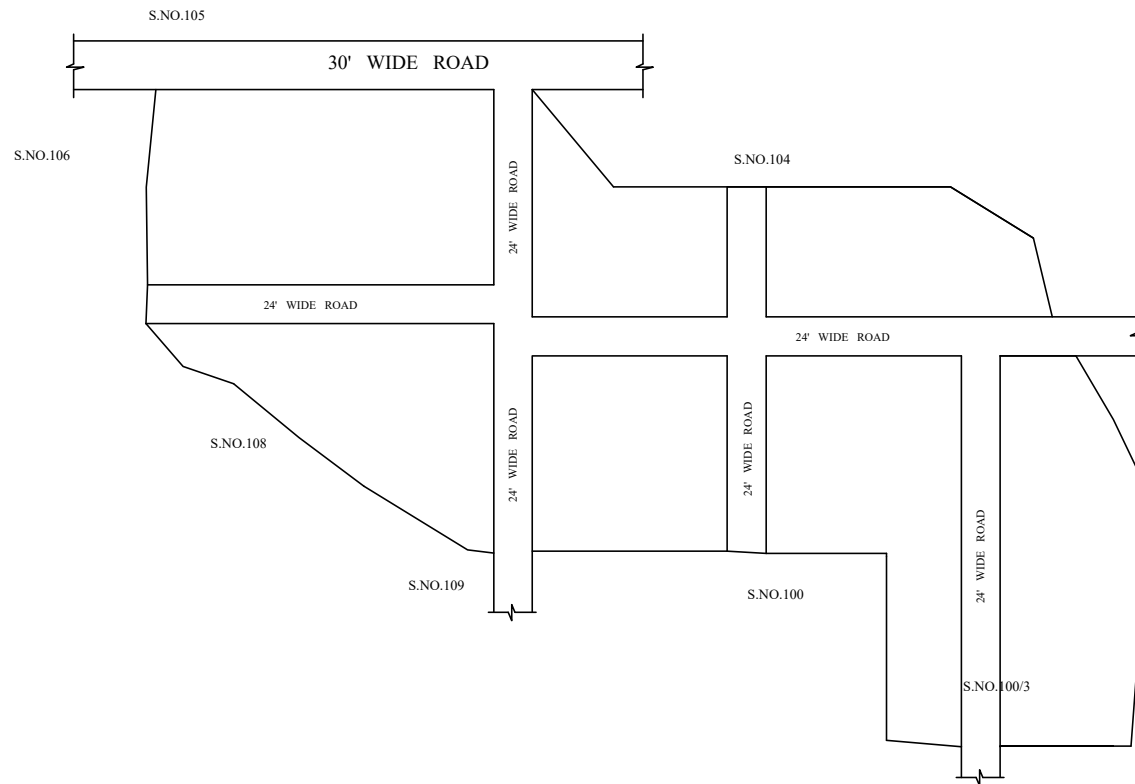 S.NO.105
30' WIDE ROAD
S.NO.106
S.NO.104
24' WIDE ROAD
24' WIDE ROAD
24' WIDE ROAD
S.NO.108
24' WIDE ROAD
24' WIDE ROAD
24' WIDE ROAD
S.NO.109
S.NO.100
S.NO.100/3